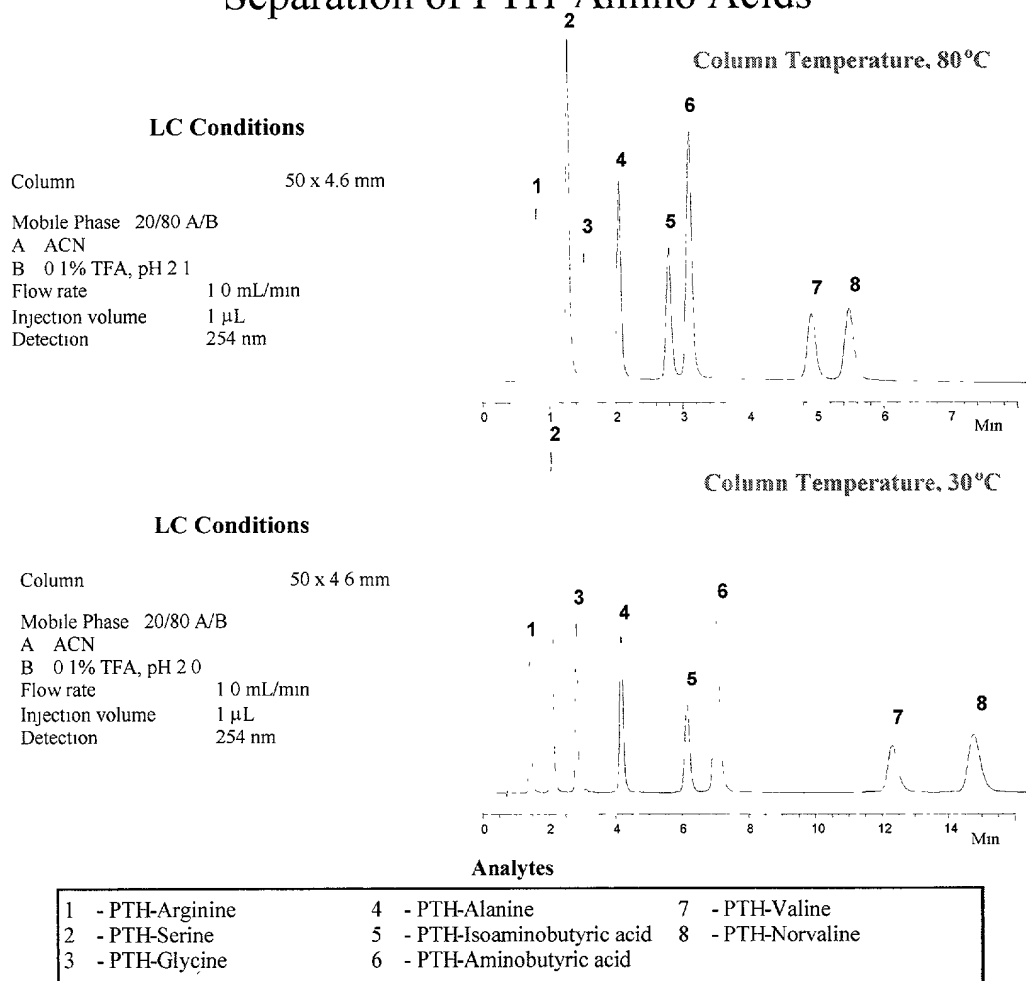 Separation of PTH-Amino Acids
Column Temperature, 80°C
LC Conditions
Column 50 x 4.6 mm
Mobile Phase 20/80 A/B
A ACN
B 0 1% TFA, pH 2 1
Flow rate 1 0 mL/min
Injection volume 1 µL
Detection 254 nm
1
2
3
4
5
6
7
8
0 1 2 3 4 5 6 7
Min
Column Temperature, 30°C
LC Conditions
Column 50 x 4 6 mm
Mobile Phase 20/80 A/B
A ACN
B 0 1% TFA, pH 2 0
Flow rate 1 0 mL/min
Injection volume 1 µL
Detection 254 nm
1
2
3
4
5
6
7
8
0 2 4 6 8 10 12 14
Min
Analytes
1 - PTH-Arginine 4 - PTH-Alanine 7 - PTH-Valine
2 - PTH-Serine 5 - PTH-Isoaminobutyric acid 8 - PTH-Norvaline
3 - PTH-Glycine 6 - PTH-Aminobutyric acid